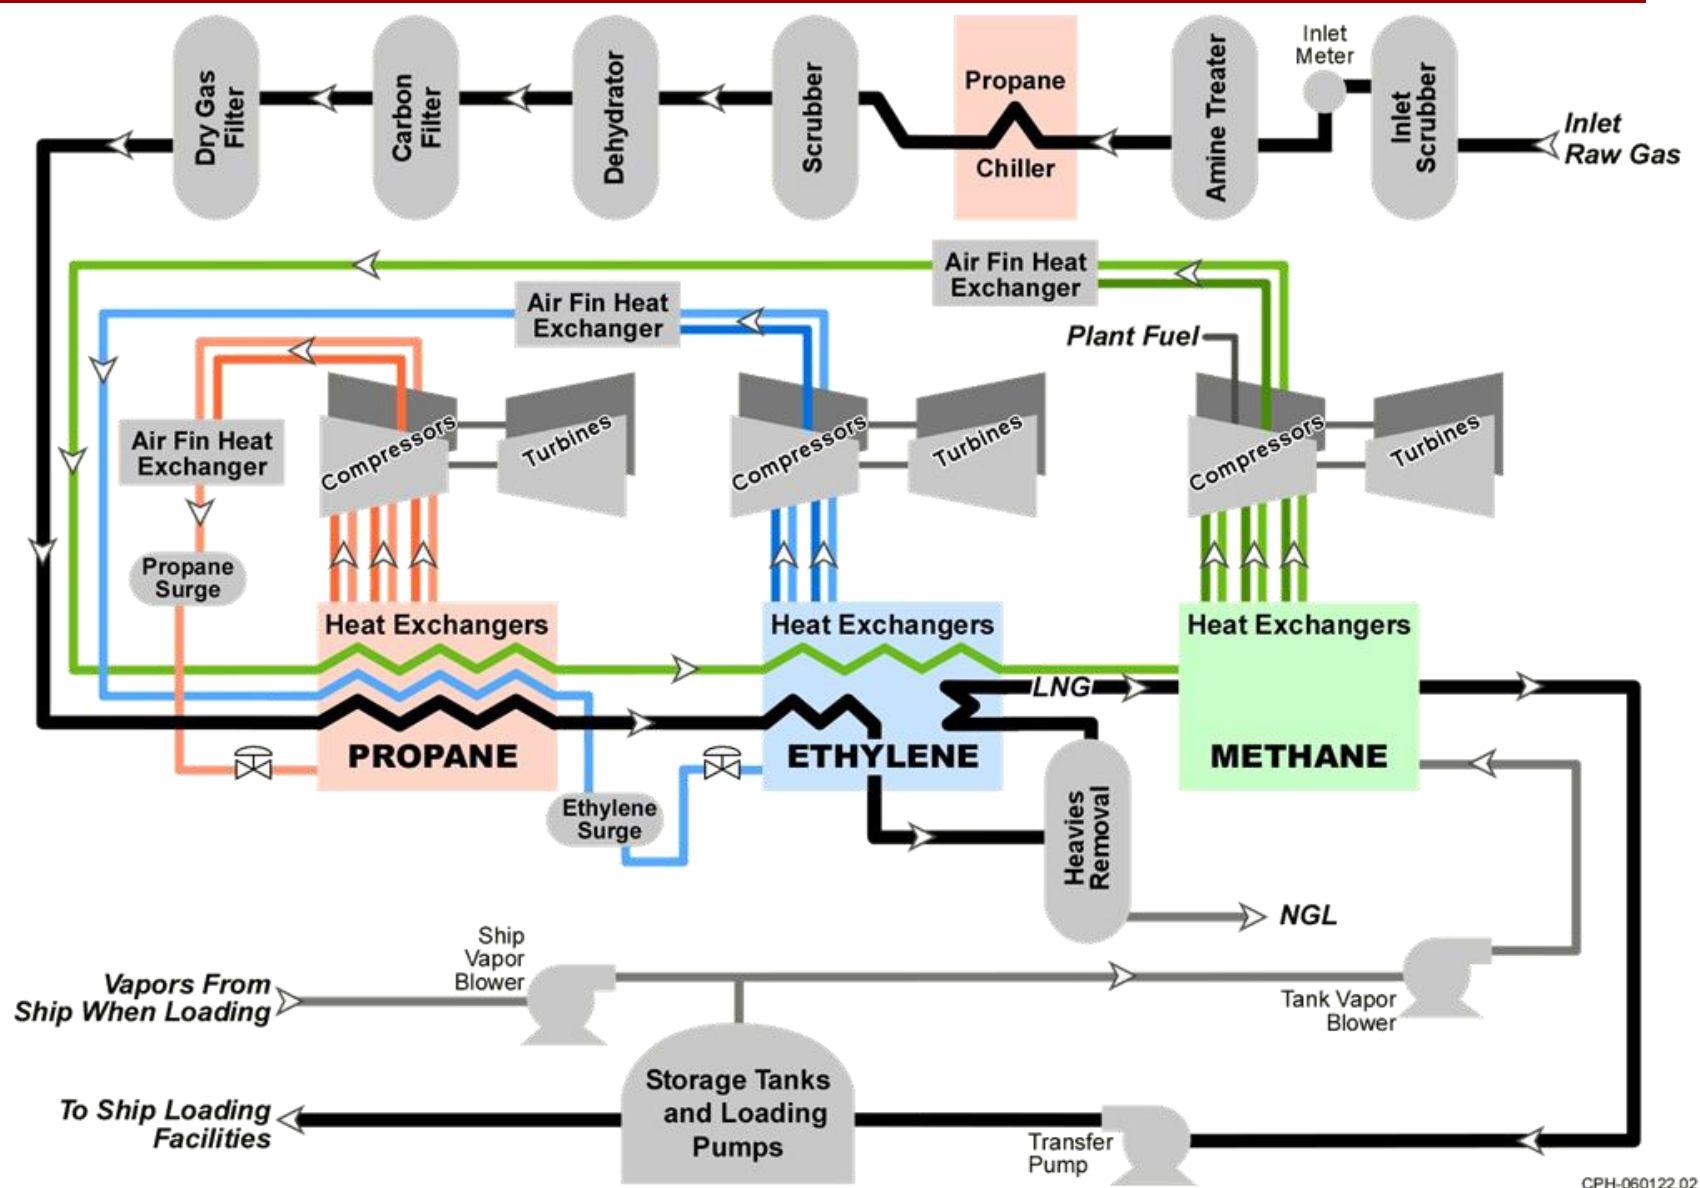 Inlet
Meter
Dry Gas
Filter
Carbon
Filter
Dehydrator
Scrubber
Propane
Chiller
Amine Treater
Inlet
Scrubber
Inlet
Raw Gas
Air Fin Heat
Exchanger
Air Fin Heat
Exchanger
Plant Fuel
Air Fin Heat
Exchanger
Compressors
Turbines
Compressors
Turbines
Compressors
Turbines
Propane
Surge
Heat Exchangers
Heat Exchangers
Heat Exchangers
LNG
PROPANE
ETHYLENE
METHANE
Ethylene
Surge
Heavies
Removal
NGL
Ship
Vapor
Blower
Vapors From
Ship When Loading
Tank Vapor
Blower
Storage Tanks
and Loading
Pumps
To Ship Loading
Facilities
Transfer
Pump
CPH-060122.02